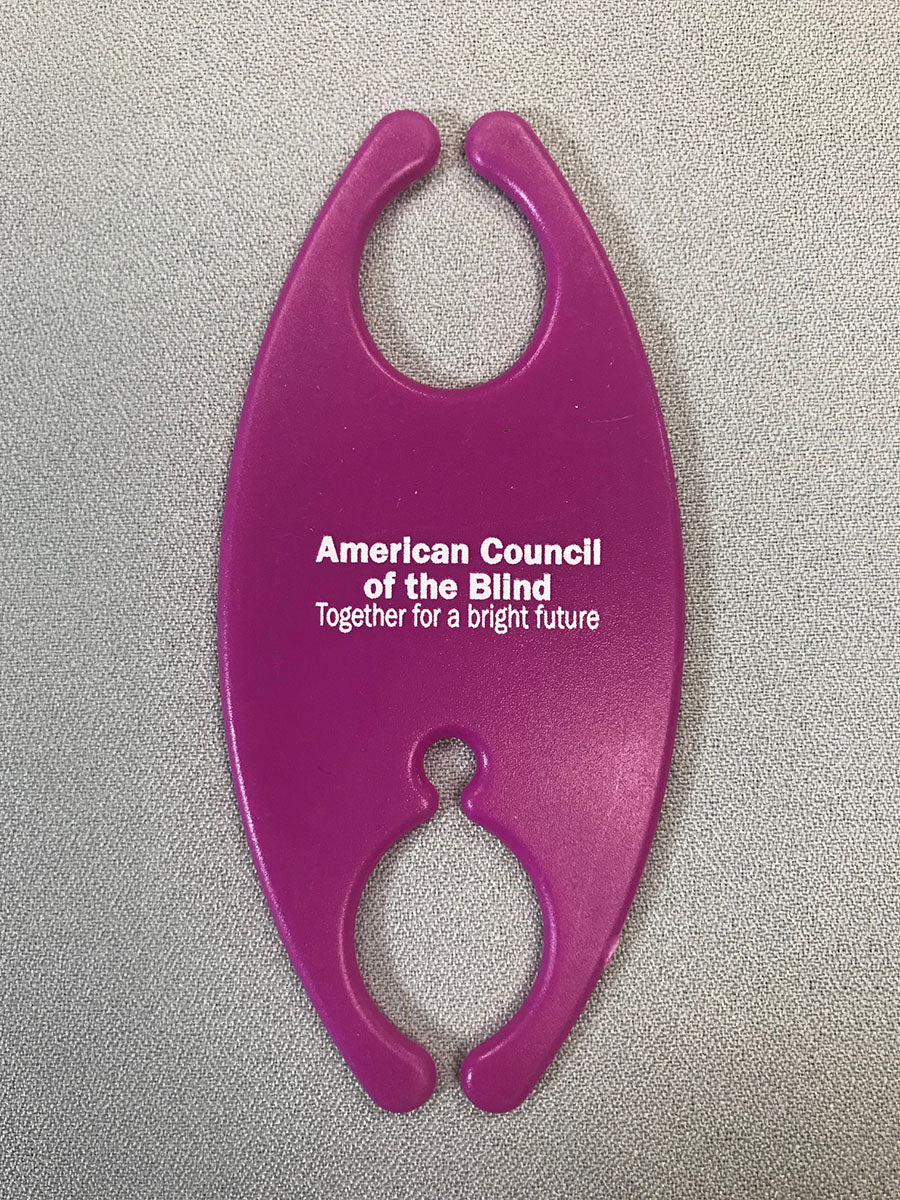 American Council
of the Blind
Together for a bright future